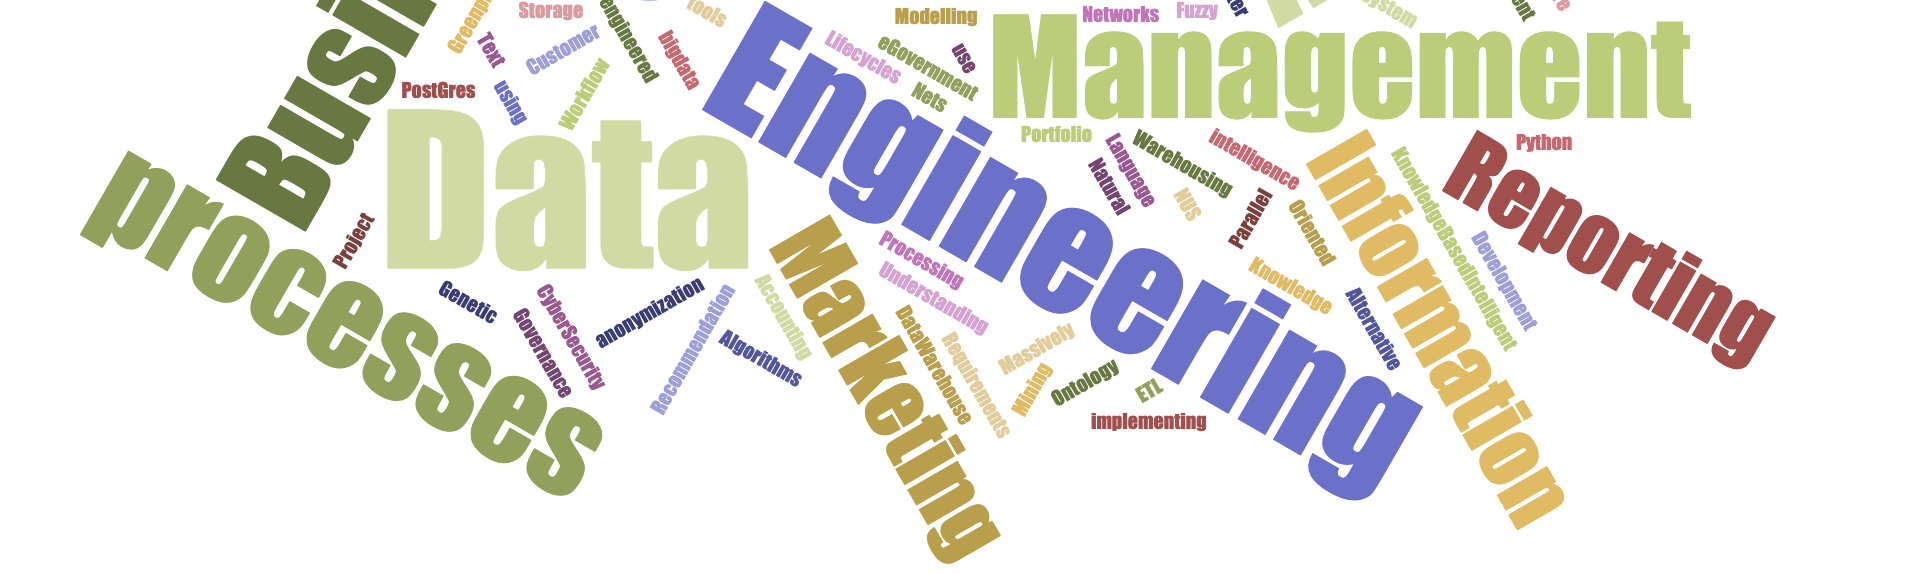 Storage
tools
Modelling
Networks
Fuzzy
Text
Customer
engineered
bigdata
Lifecycles
eGovernment
use
Nets
Management
Engineering
PostGres
using
Workflow
Data
processes
Project
Portfolio
Language
Natural
Warehousing
intelligence
NUS
Parallel
Oriented
Python
Reporting
Information
KnowledgeBasedIntelligent
Development
Knowledge
Alternative
Processing
Understanding
Marketing
Accounting
Genetic
CyberSecurity
Governance
anonymization
Recommendation
Algorithms
DataWarehouse
Requirements
Massively
Mining
Ontology
ETL
implementing